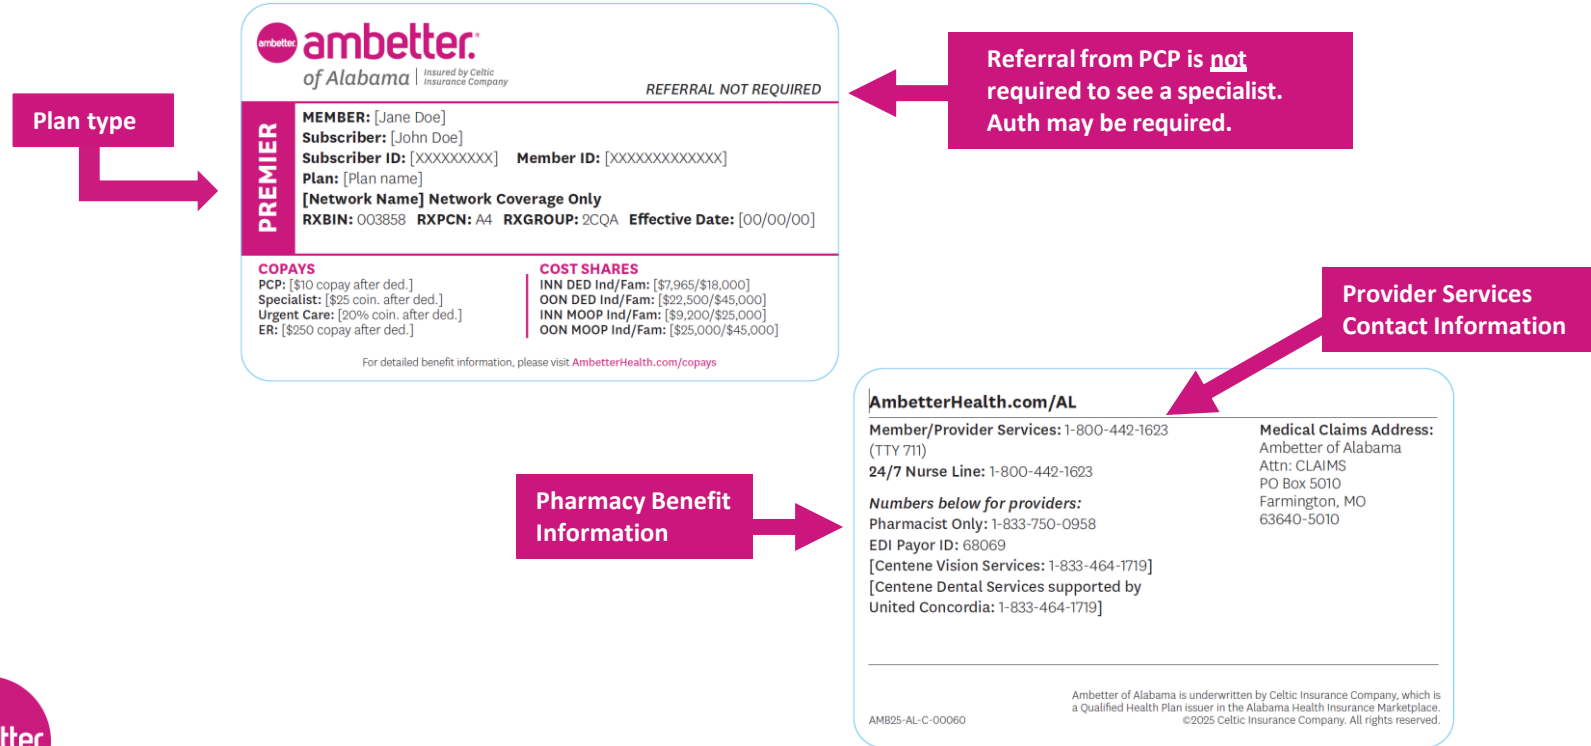 ambetter.
ambetter.
of Alabama | Insured by Celtic
Insurance Company
REFERRAL NOT REQUIRED
Referral from PCP is not
required to see a specialist.
Auth may be required.
Plan type
PREMIER
MEMBER: [Jane Doe]
Subscriber: [John Doe]
Subscriber ID: [XXXXXXXXX] Member ID: [XXXXXXXXXXXXX]
Plan: [Plan name]
[Network Name] Network Coverage Only
RXBIN: 003858 RXPCN: A4 RXGROUP: 2CQA Effective Date: [00/00/00]
COPAYS
PCP: [$10 copay after ded.]
Specialist: [$25 coin. after ded.]
Urgent Care: [20% coin. after ded.]
ER: [$250 copay after ded.]
COST SHARES
INN DED Ind/Fam: [$7,965/$18,000]
OON DED Ind/Fam: [$22,500/$45,000]
INN MOOP Ind/Fam: [$9,200/$25,000]
OON MOOP Ind/Fam: [$25,000/$45,000]
For detailed benefit information, please visit AmbetterHealth.com/copays
Provider Services
Contact Information
AmbetterHealth.com/AL
Member/Provider Services: 1-800-442-1623
(TTY 711)
24/7 Nurse Line: 1-800-442-1623
Numbers below for providers:
Pharmacist Only: 1-833-750-0958
EDI Payor ID: 68069
[Centene Vision Services: 1-833-464-1719]
[Centene Dental Services supported by
United Concordia: 1-833-464-1719]
Medical Claims Address:
Ambetter of Alabama
Attn: CLAIMS
PO Box 5010
Farmington, MO
63640-5010
Pharmacy Benefit
Information
AMB25-AL-C-00060
Ambetter of Alabama is underwritten by Celtic Insurance Company, which is
a Qualified Health Plan issuer in the Alabama Health Insurance Marketplace.
©2025 Celtic Insurance Company. All rights reserved.
tter